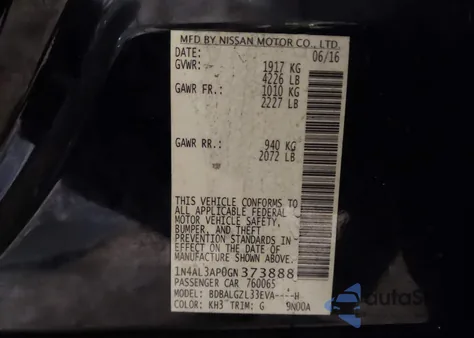 MFD BY NISSAN MOTOR CO., LTD.
DATE: 06/16
GVWR: 1917 KG
4226 LB
GAWR FR.: 1010 KG
2227 LB
GAWR RR.: 940 KG
2072 LB
THIS VEHICLE CONFORMS TO
ALL APPLICABLE FEDERAL
MOTOR VEHICLE SAFETY,
BUMPER, AND THEFT
PREVENTION STANDARDS
IN EFFECT ON THE DATE OF
MANUFACTURE SHOWN ABOVE.
1N4AL3AP0GN373888
PASSENGER CAR 760065
MODEL: BDBALGZL33EVA----H
COLOR: KH3 TRIM: G 9N00A